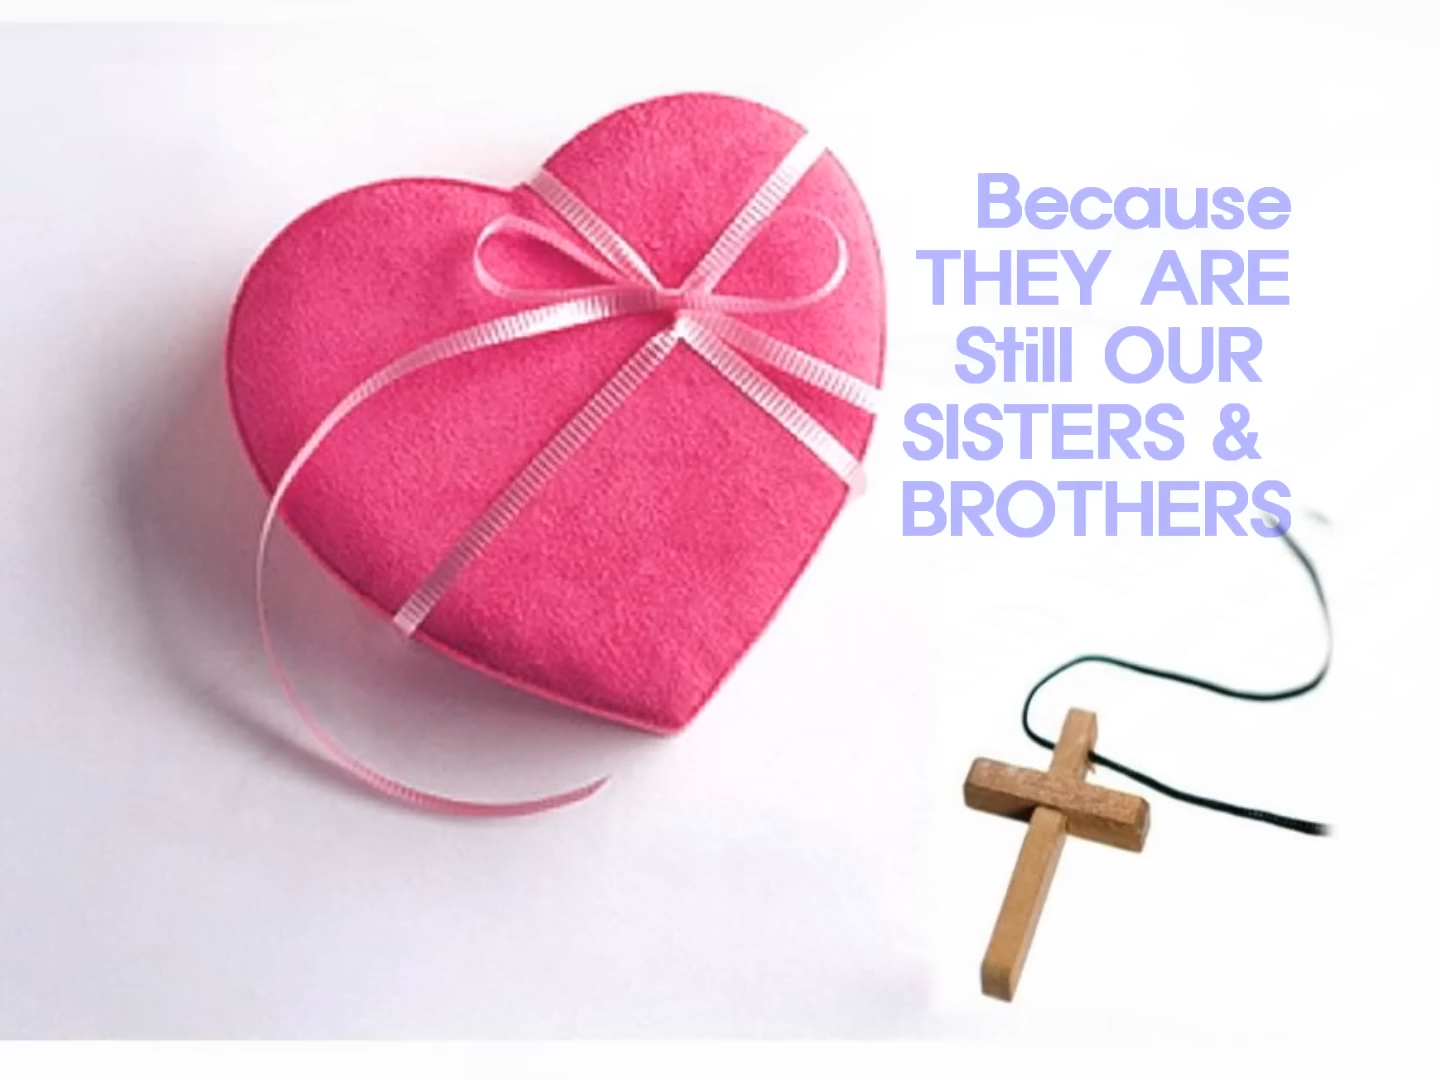 Because
THEY ARE
Still OUR
SISTERS &
BROTHERS